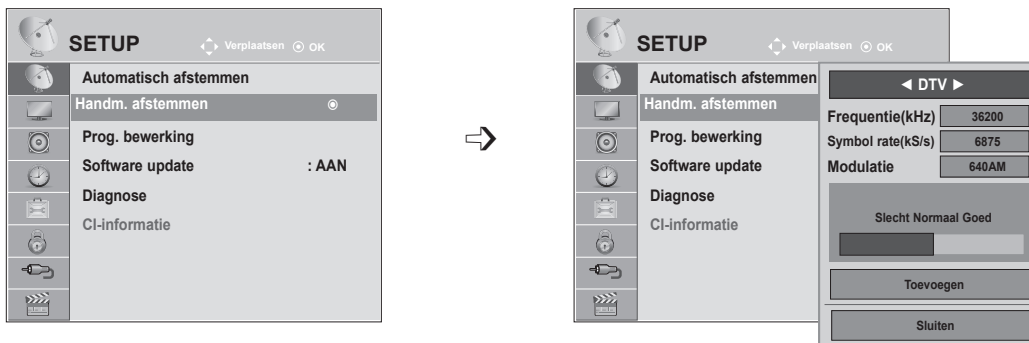 SETUP Verplaatsen OK
Automatisch afstemmen
Handm. afstemmen
Prog. bewerking
Software update : AAN
Diagnose
CI-informatie
SETUP Verplaatsen OK
Automatisch afstemmen
Handm. afstemmen
Prog. bewerking
Software update
Diagnose
CI-informatie
◄ DTV ►
Frequentie(kHz) 36200
Symbol rate(kS/s) 6875
Modulatie 640AM
Slecht Normaal Goed
Toevoegen
Sluiten